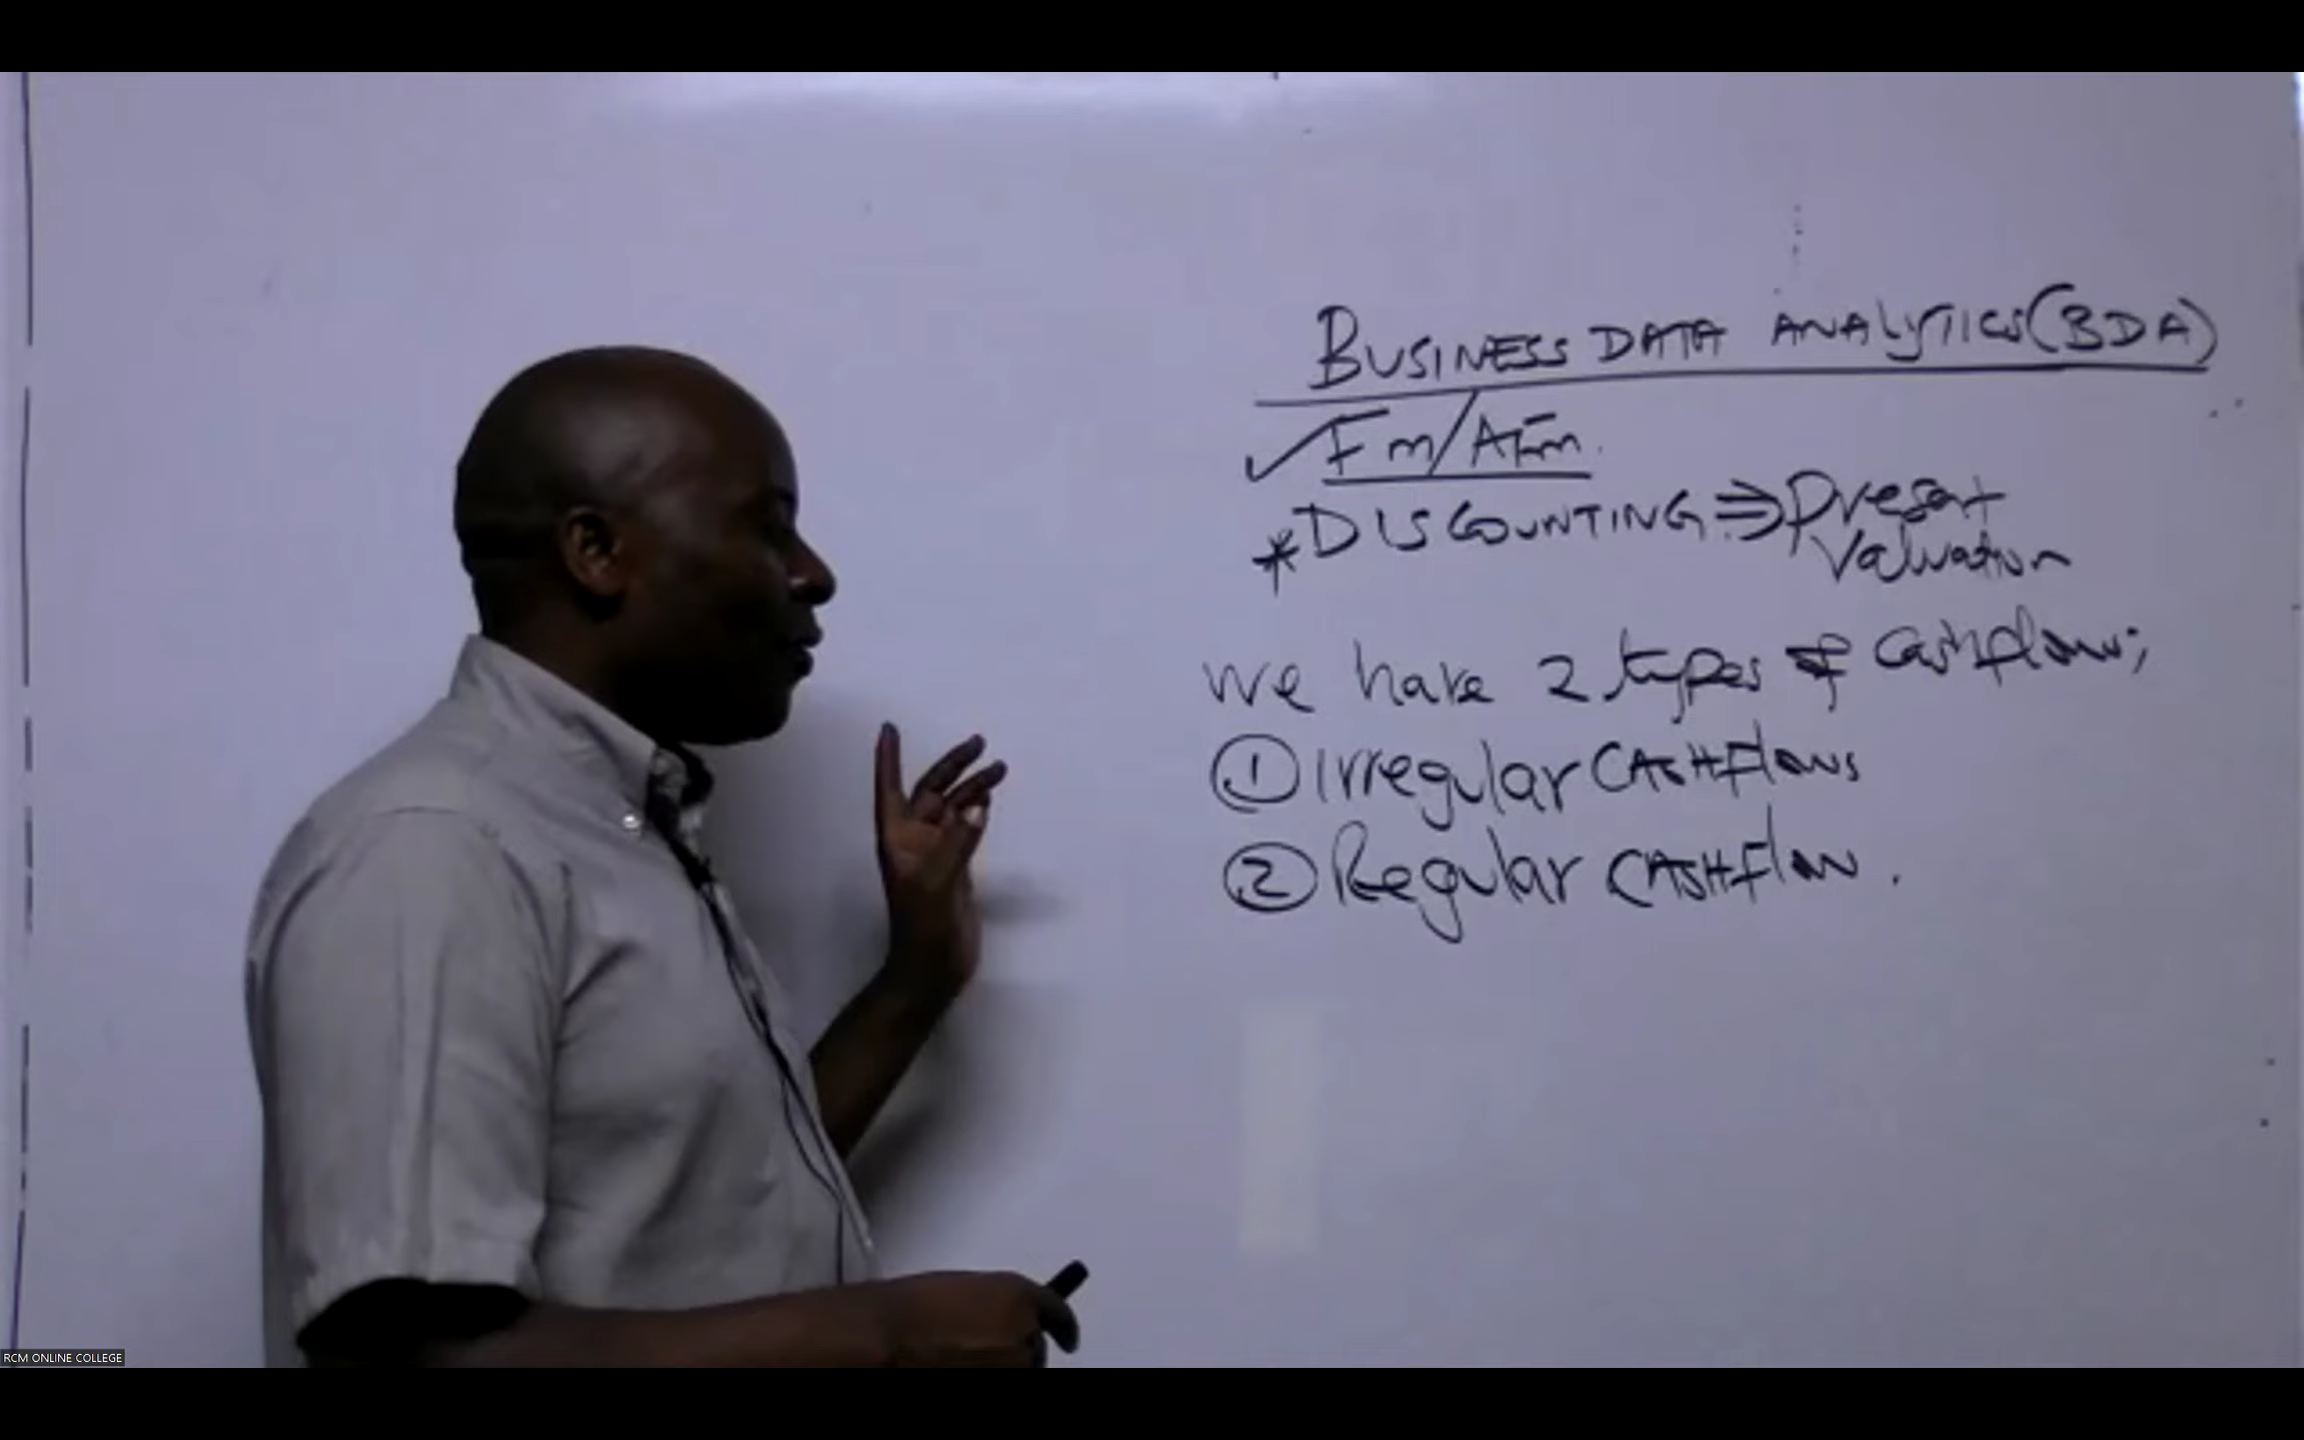 BUSINESS DATA ANALYTICS (BDA)
✓ Fm/AFm.
* DISCOUNTING ⇒ Present
Valuation
We have 2 types of Cashflows;
① Irregular CASHFlows
② Regular CASHFlow.
RCM ONLINE COLLEGE